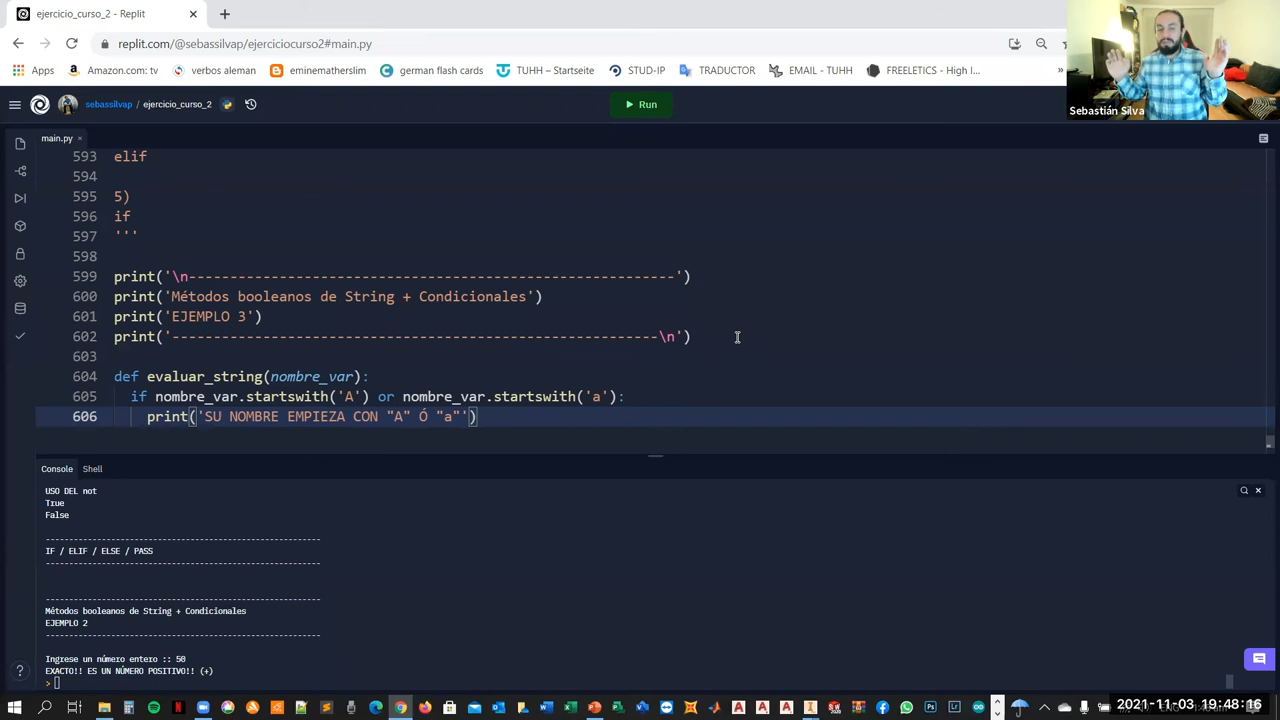 ejercicio_curso_2 - Replit
replit.com/@sebassilvap/ejerciciocurso2#main.py
Apps Amazon.com: tv verbos aleman eminematherslim german flash cards TUHH – Startseite STUD-IP TRADUCTOR EMAIL - TUHH FREELETICS - High I... »
Sebastián Silva
sebassilvap / ejercicio_curso_2
Run
main.py
593 elif
594
595 5)
596 if
597 '''
598
599 print('\n-----------------------------------------------------------')
600 print('Métodos booleanos de String + Condicionales')
601 print('EJEMPLO 3')
602 print('-----------------------------------------------------------\n')
603
604 def evaluar_string(nombre_var):
605 if nombre_var.startswith('A') or nombre_var.startswith('a'):
606 print('SU NOMBRE EMPIEZA CON "A" Ó "a"')
Console Shell
USO DEL not
True
False
-----------------------------------------------------------
IF / ELIF / ELSE / PASS
-----------------------------------------------------------
-----------------------------------------------------------
Métodos booleanos de String + Condicionales
EJEMPLO 2
-----------------------------------------------------------
Ingrese un número entero :: 50
EXACTO!! ES UN NÚMERO POSITIVO!! (+)
>
2021-11-03 19:48:16